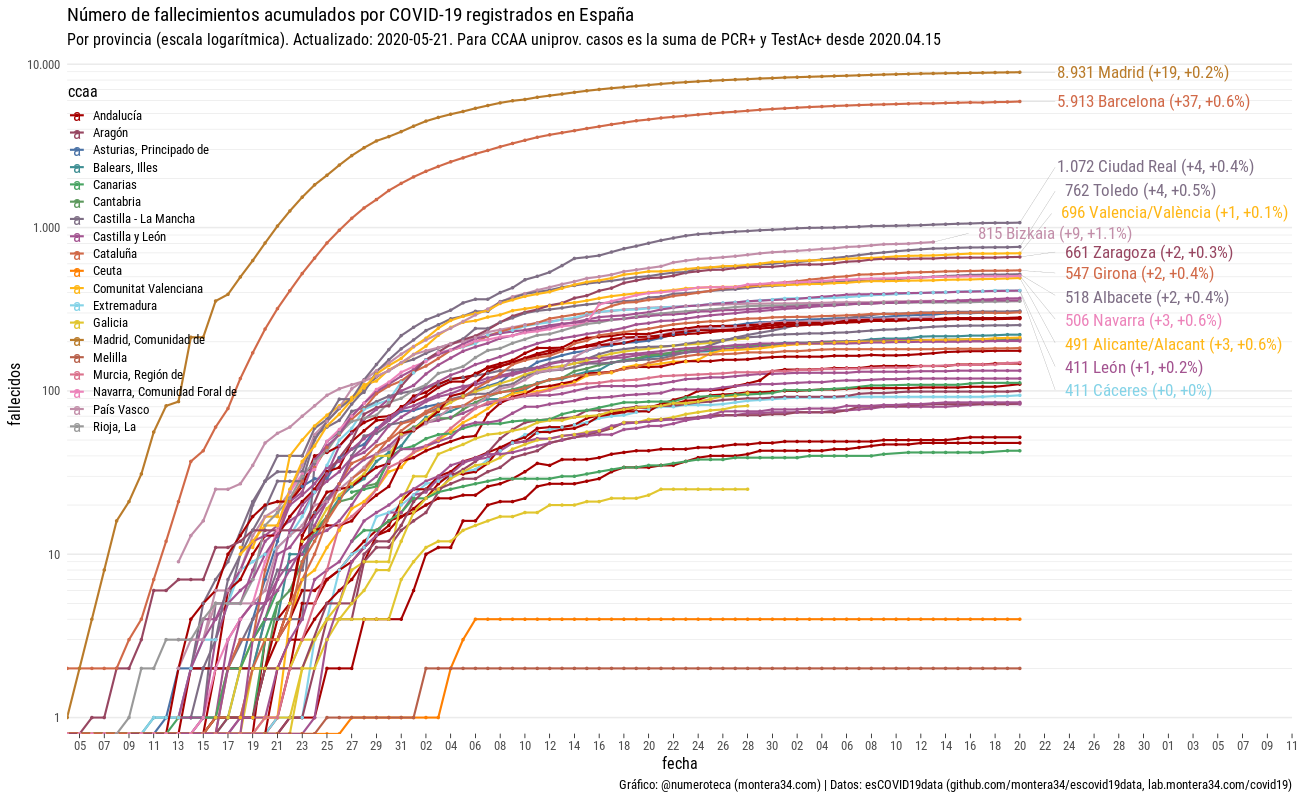 Número de fallecimientos acumulados por COVID-19 registrados en España
Por provincia (escala logarítmica). Actualizado: 2020-05-21. Para CCAA uniprov. casos es la suma de PCR+ y TestAc+ desde 2020.04.15
10.000
1.000
100
10
1
fallecidos
ccaa
Andalucía
Aragón
Asturias, Principado de
Balears, Illes
Canarias
Cantabria
Castilla - La Mancha
Castilla y León
Cataluña
Ceuta
Comunitat Valenciana
Extremadura
Galicia
Madrid, Comunidad de
Melilla
Murcia, Región de
Navarra, Comunidad Foral de
País Vasco
Rioja, La
8.931 Madrid (+19, +0.2%)
5.913 Barcelona (+37, +0.6%)
1.072 Ciudad Real (+4, +0.4%)
762 Toledo (+4, +0.5%)
696 Valencia/València (+1, +0.1%)
815 Bizkaia (+9, +1.1%)
661 Zaragoza (+2, +0.3%)
547 Girona (+2, +0.4%)
518 Albacete (+2, +0.4%)
506 Navarra (+3, +0.6%)
491 Alicante/Alacant (+3, +0.6%)
411 León (+1, +0.2%)
411 Cáceres (+0, +0%)
05 07 09 11 13 15 17 19 21 23 25 27 29 31 02 04 06 08 10 12 14 16 18 20 22 24 26 28 30 02 04 06 08 10 12 14 16 18 20 22 24 26 28 30 01 03 05 07 09 11
fecha
Gráfico: @numeroteca (montera34.com) | Datos: esCOVID19data (github.com/montera34/escovid19data, lab.montera34.com/covid19)